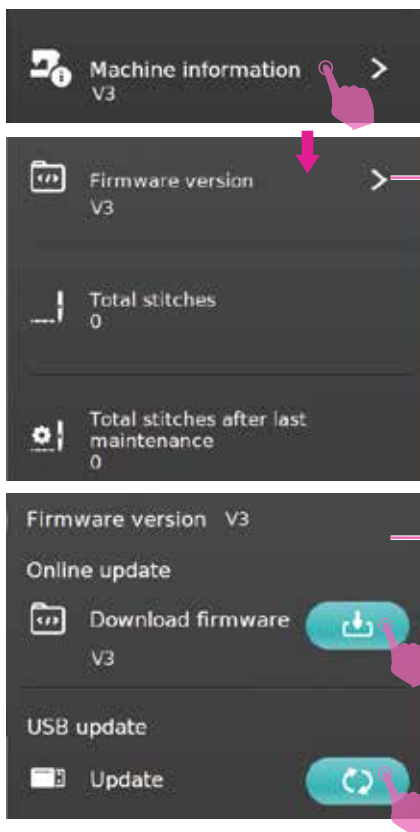 Machine information
V3
Firmware version
V3
Total stitches
0
Total stitches after last
maintenance
0
Firmware version V3
Online update
Download firmware
V3
USB update
Update